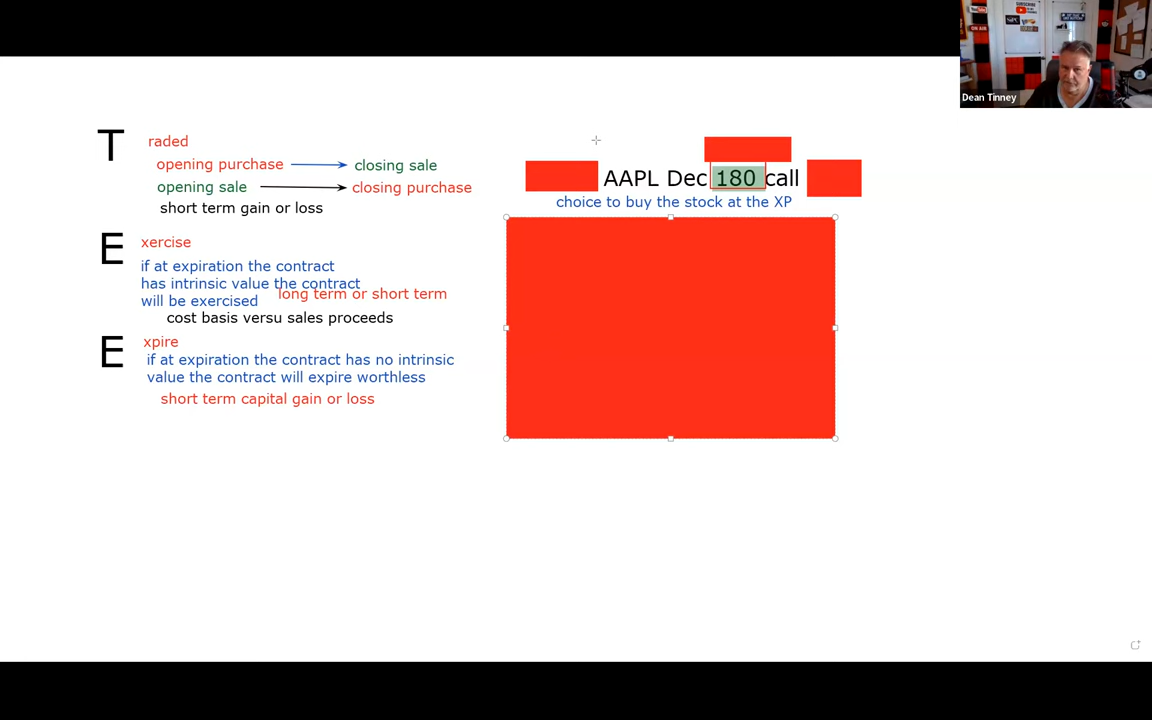 T raded
opening purchase closing sale
opening sale closing purchase
short term gain or loss
E xercise
if at expiration the contract
has intrinsic value the contract
will be exercised long term or short term
cost basis versu sales proceeds
E xpire
if at expiration the contract has no intrinsic
value the contract will expire worthless
short term capital gain or loss
AAPL Dec 180 call
choice to buy the stock at the XP
SUBSCRIBE
ON AIR
Dean Tinney